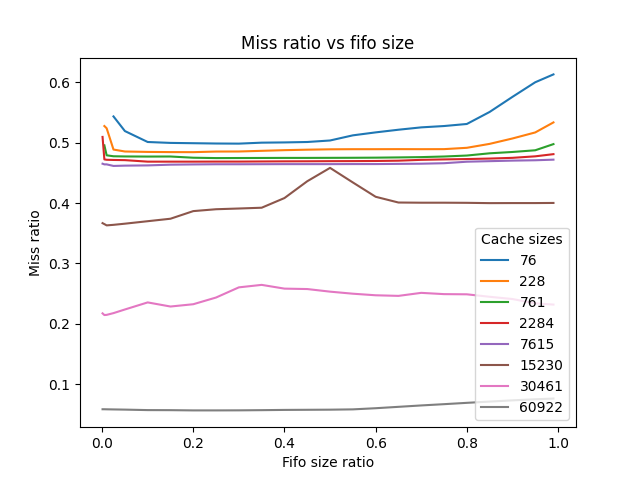 Miss ratio vs fifo size
0.6
0.5
0.4
0.3
0.2
0.1
Miss ratio
0.0 0.2 0.4 0.6 0.8 1.0
Fifo size ratio
Cache sizes
76
228
761
2284
7615
15230
30461
60922